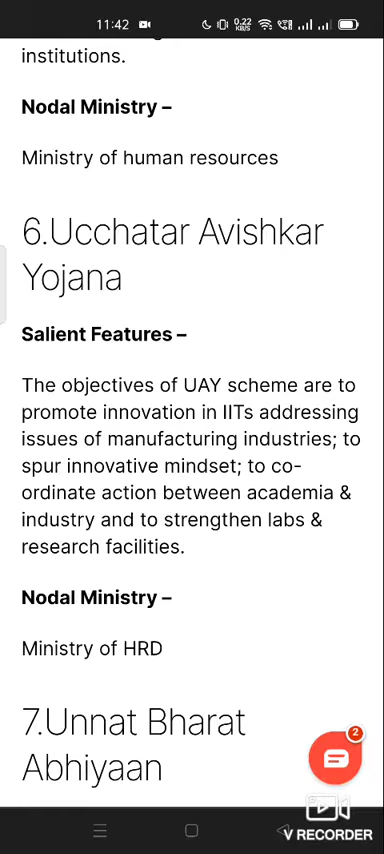 11:42
0.22
KB/S
institutions.
Nodal Ministry –
Ministry of human resources
6.Ucchatar Avishkar
Yojana
Salient Features –
The objectives of UAY scheme are to
promote innovation in IITs addressing
issues of manufacturing industries; to
spur innovative mindset; to co-
ordinate action between academia &
industry and to strengthen labs &
research facilities.
Nodal Ministry –
Ministry of HRD
7.Unnat Bharat
Abhiyaan
2
V RECORDER